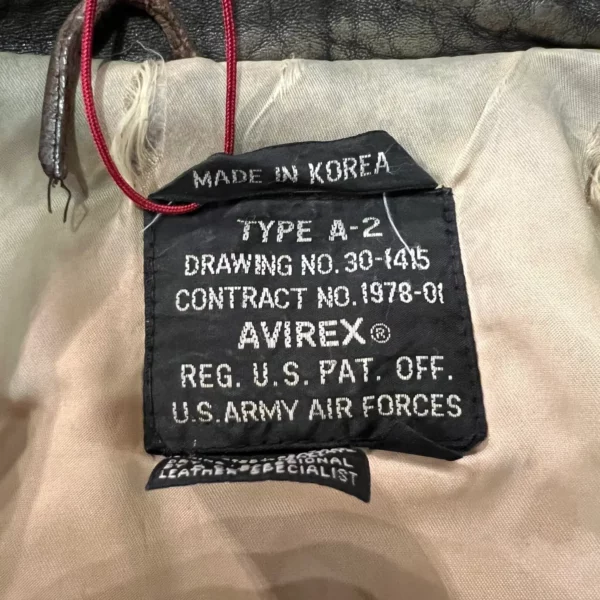 MADE IN KOREA
TYPE A-2
DRAWING NO. 30-1415
CONTRACT NO. 1978-01
AVIREX®
REG. U.S. PAT. OFF.
U.S. ARMY AIR FORCES
LEATHER SPECIALIST